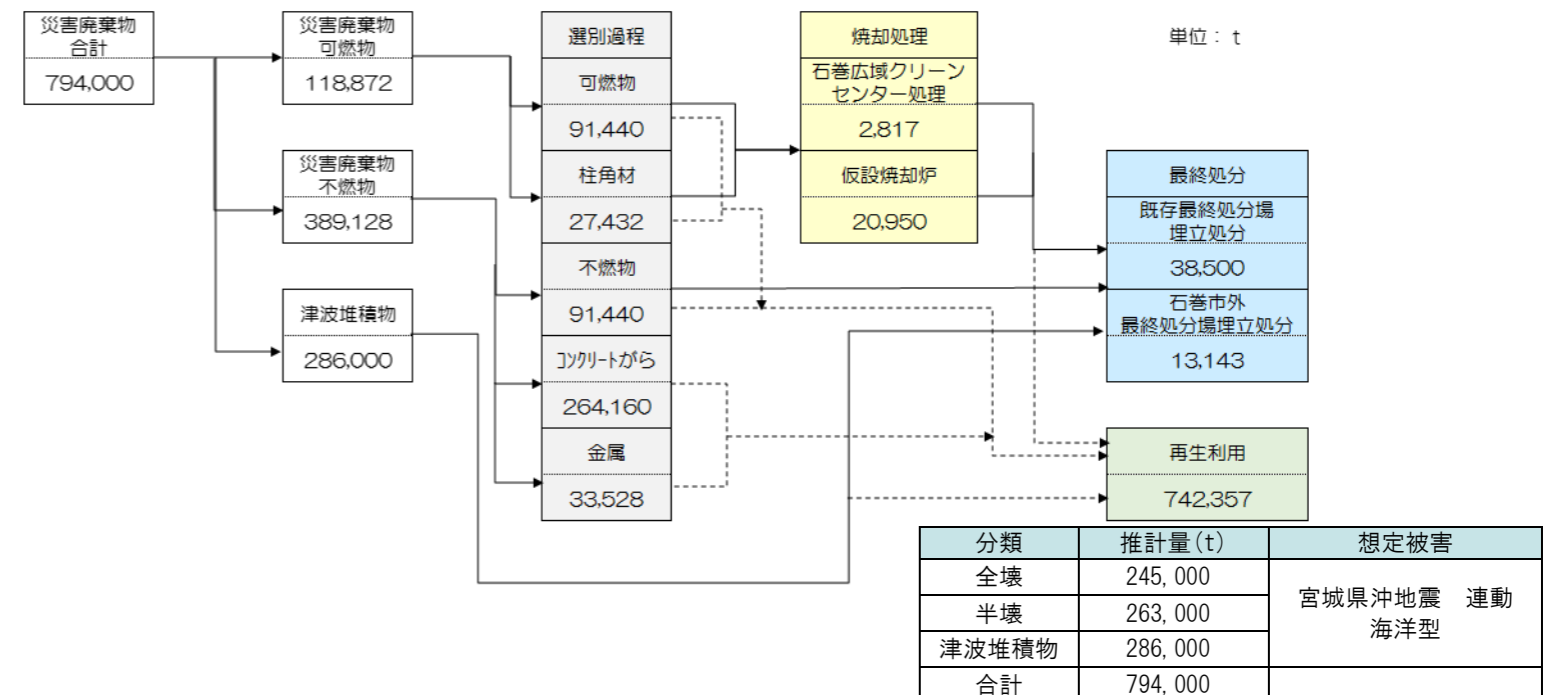 災害廃棄物
合計
794,000
災害廃棄物
可燃物
118,872
災害廃棄物
不燃物
389,128
津波堆積物
286,000
選別過程
可燃物
91,440
柱角材
27,432
不燃物
91,440
ｺﾝｸﾘｰﾄがら
264,160
金属
33,528
焼却処理
石巻広域クリーン
センター処理
2,817
仮設焼却炉
20,950
単位：t
最終処分
既存最終処分場
埋立処分
38,500
石巻市外
最終処分場埋立処分
13,143
再生利用
742,357
分類 推計量(t) 想定被害
全壊 245,000
半壊 263,000
津波堆積物 286,000
宮城県沖地震　連動
海洋型
合計 794,000